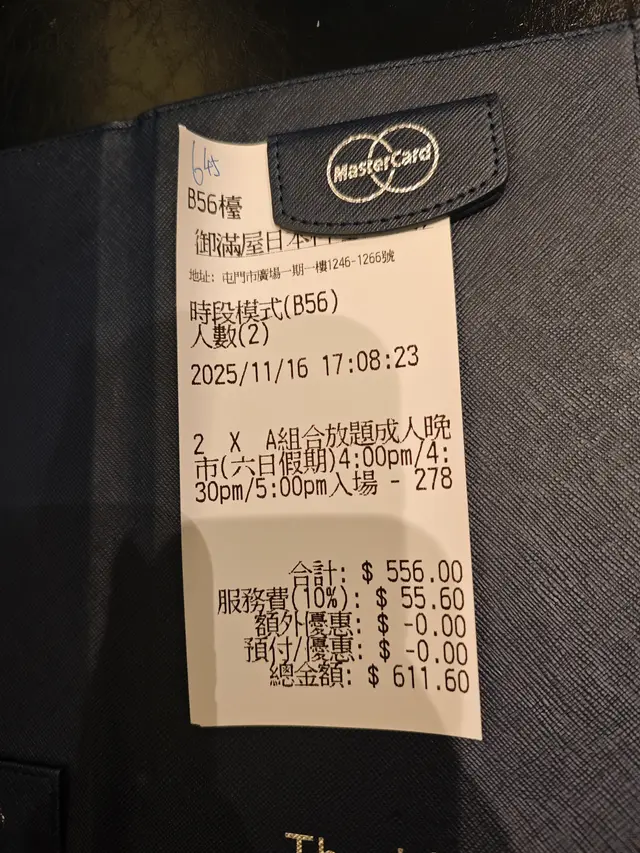 645
MasterCard
B56檯
御滿屋日本
地址: 屯門市廣場一期一樓1246-1266號
時段模式(B56)
人數(2)
2025/11/16 17:08:23
2 X A組合放題成人晚
市(六日假期)4:00pm/4:
30pm/5:00pm入場 - 278
合計: $ 556.00
服務費(10%): $ 55.60
額外優惠: $ -0.00
預付/優惠: $ -0.00
總金額: $ 611.60